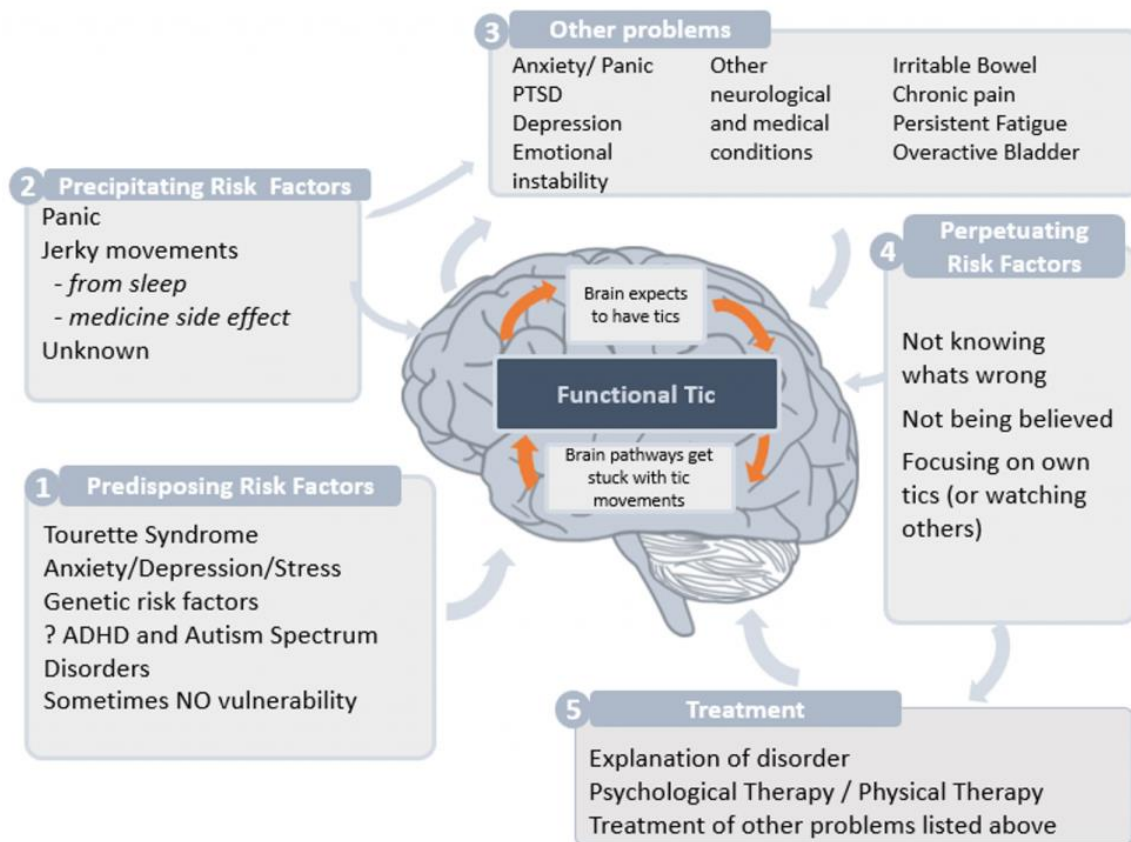 3 Other problems
Anxiety/ Panic
PTSD
Depression
Emotional
instability
Other
neurological
and medical
conditions
Irritable Bowel
Chronic pain
Persistent Fatigue
Overactive Bladder
2 Precipitating Risk Factors
Panic
Jerky movements
- from sleep
- medicine side effect
Unknown
Brain expects
to have tics
Functional Tic
Brain pathways get
stuck with tic
movements
4 Perpetuating
Risk Factors
Not knowing
whats wrong
Not being believed
Focusing on own
tics (or watching
others)
1 Predisposing Risk Factors
Tourette Syndrome
Anxiety/Depression/Stress
Genetic risk factors
? ADHD and Autism Spectrum
Disorders
Sometimes NO vulnerability
5 Treatment
Explanation of disorder
Psychological Therapy / Physical Therapy
Treatment of other problems listed above